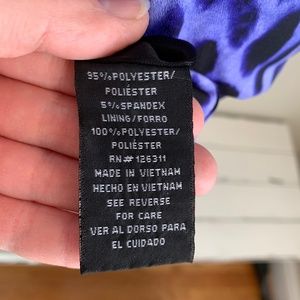 95%POLYESTER/
POLIÉSTER
5%SPANDEX
LINING/FORRO
100%POLYESTER/
POLIÉSTER
RN# 126311
MADE IN VIETNAM
HECHO EN VIETNAM
SEE REVERSE
FOR CARE
VER AL DORSO PARA
EL CUIDADO